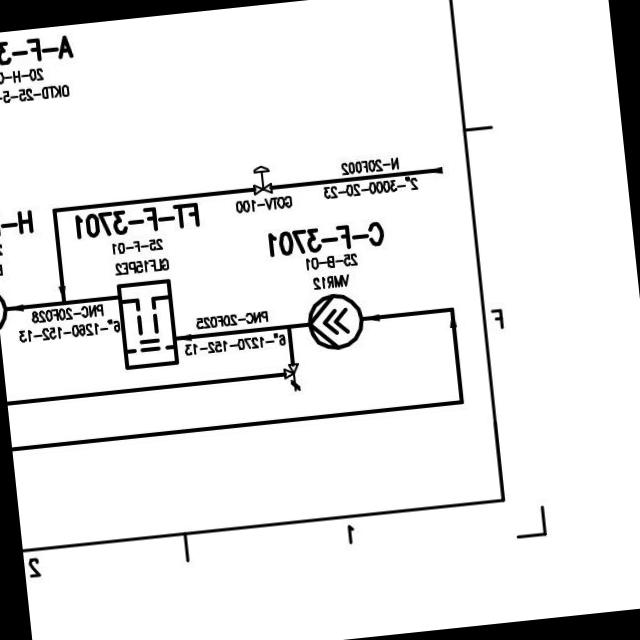 A-F-3
20-H-0
OKTD-25-5
N-20F002
2"-3000-20-23
GOTV-100
C-F-3701
25-B-01
VMR12
FT-F-3701
25-F-01
GLF15PE2
H-
PNC-20F025
6"-1270-152-13
PNC-20F028
6"-1260-152-13
F
1
2